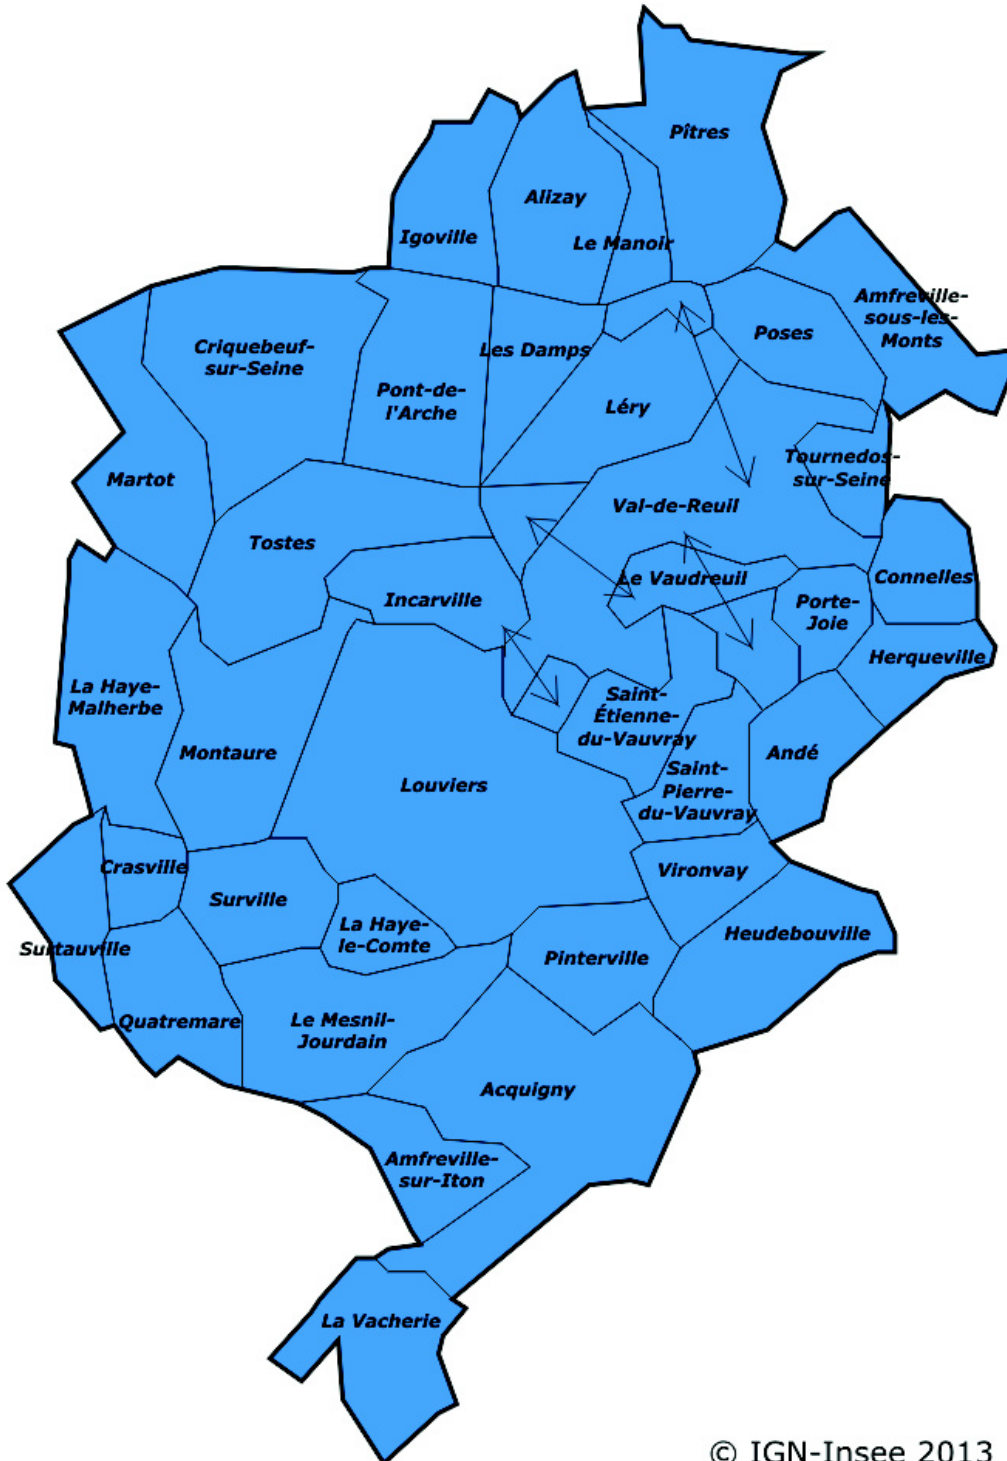 Pîtres
Alizay
Igoville
Le Manoir
Amfreville-
sous-les-
Monts
Poses
Criquebeuf-
sur-Seine
Les Damps
Pont-de-
l'Arche
Léry
Martot
Tournedos-
sur-Seine
Val-de-Reuil
Tostes
Le Vaudreuil
Connelles
Incarville
Porte-
Joie
Herqueville
La Haye-
Malherbe
Saint-
Étienne-
du-Vauvray
Montaure
Andé
Louviers
Saint-
Pierre-
du-Vauvray
Crasville
Vironvay
Surville
La Haye-
le-Comte
Heudebouville
Surtauville
Pinterville
Quatremare
Le Mesnil-
Jourdain
Acquigny
Amfreville-
sur-Iton
La Vacherie
© IGN-Insee 2013